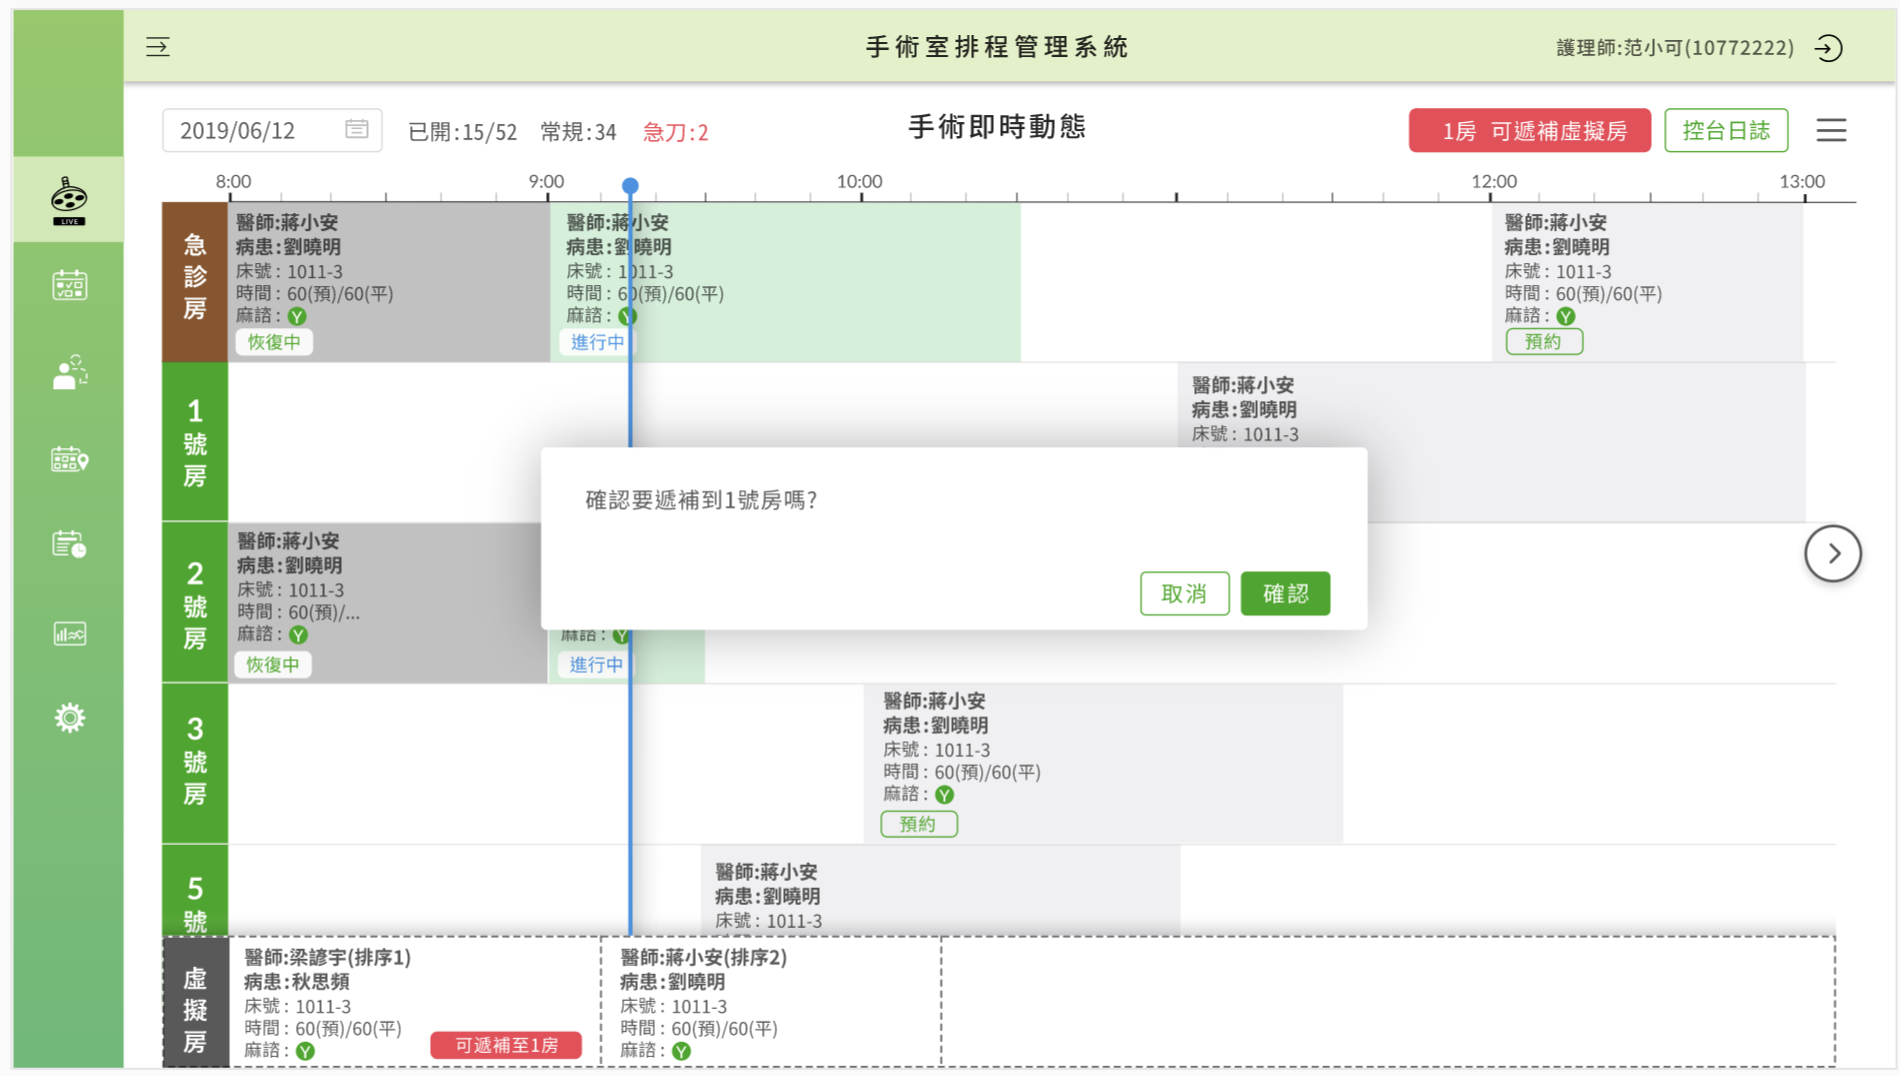 手術室排程管理系統
護理師:范小可(10772222)
2019/06/12
已開:15/52 常規:34 急刀:2
手術即時動態
1房 可遞補虛擬房
控台日誌
LIVE
8:00 9:00 10:00 12:00 13:00
急診房
醫師:蔣小安
病患:劉曉明
床號: 1011-3
時間: 60(預)/60(平)
麻諮: Y
恢復中
醫師:蔣小安
病患:劉曉明
床號: 1011-3
時間: 60(預)/60(平)
麻諮: Y
進行中
醫師:蔣小安
病患:劉曉明
床號: 1011-3
時間: 60(預)/60(平)
麻諮: Y
預約
1號房
醫師:蔣小安
病患:劉曉明
床號: 1011-3
確認要遞補到1號房嗎?
取消
確認
2號房
醫師:蔣小安
病患:劉曉明
床號: 1011-3
時間: 60(預)/...
麻諮: Y
恢復中
麻諮: Y
進行中
3號房
醫師:蔣小安
病患:劉曉明
床號: 1011-3
時間: 60(預)/60(平)
麻諮: Y
預約
5號
醫師:蔣小安
病患:劉曉明
床號: 1011-3
虛擬房
醫師:梁諺宇(排序1)
病患:秋思頻
床號: 1011-3
時間: 60(預)/60(平)
麻諮: Y
可遞補至1房
醫師:蔣小安(排序2)
病患:劉曉明
床號: 1011-3
時間: 60(預)/60(平)
麻諮: Y